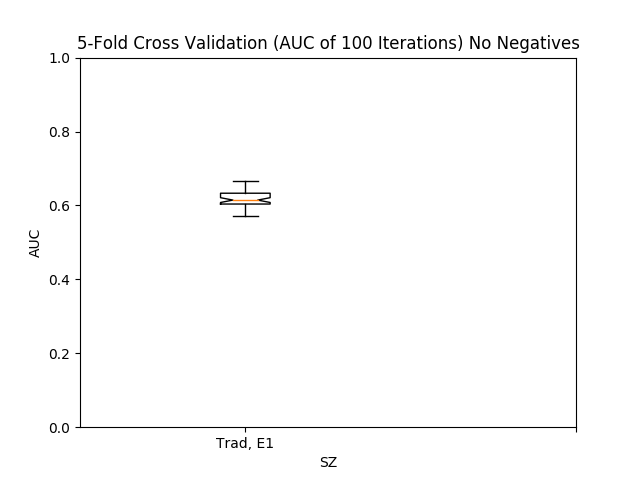 5-Fold Cross Validation (AUC of 100 Iterations) No Negatives
1.0
0.8
0.6
0.4
0.2
0.0
AUC
Trad, E1
SZ